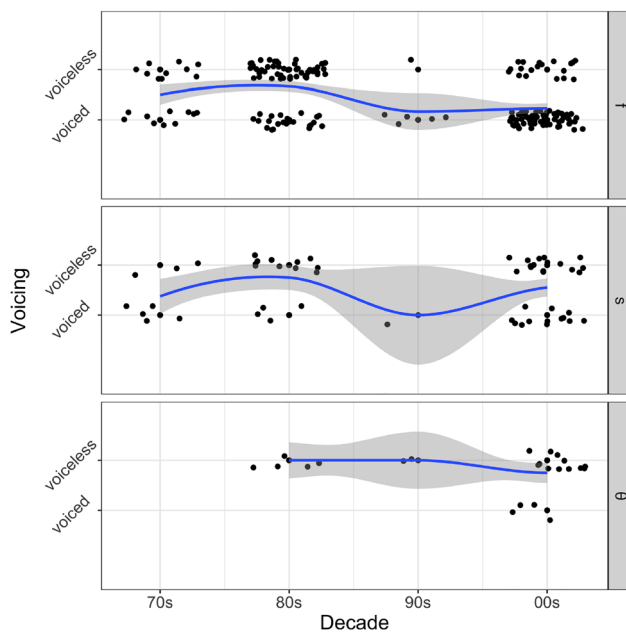 voiceless
voiced
f
voiceless
voiced
s
voiceless
voiced
θ
Voicing
70s
80s
90s
00s
Decade